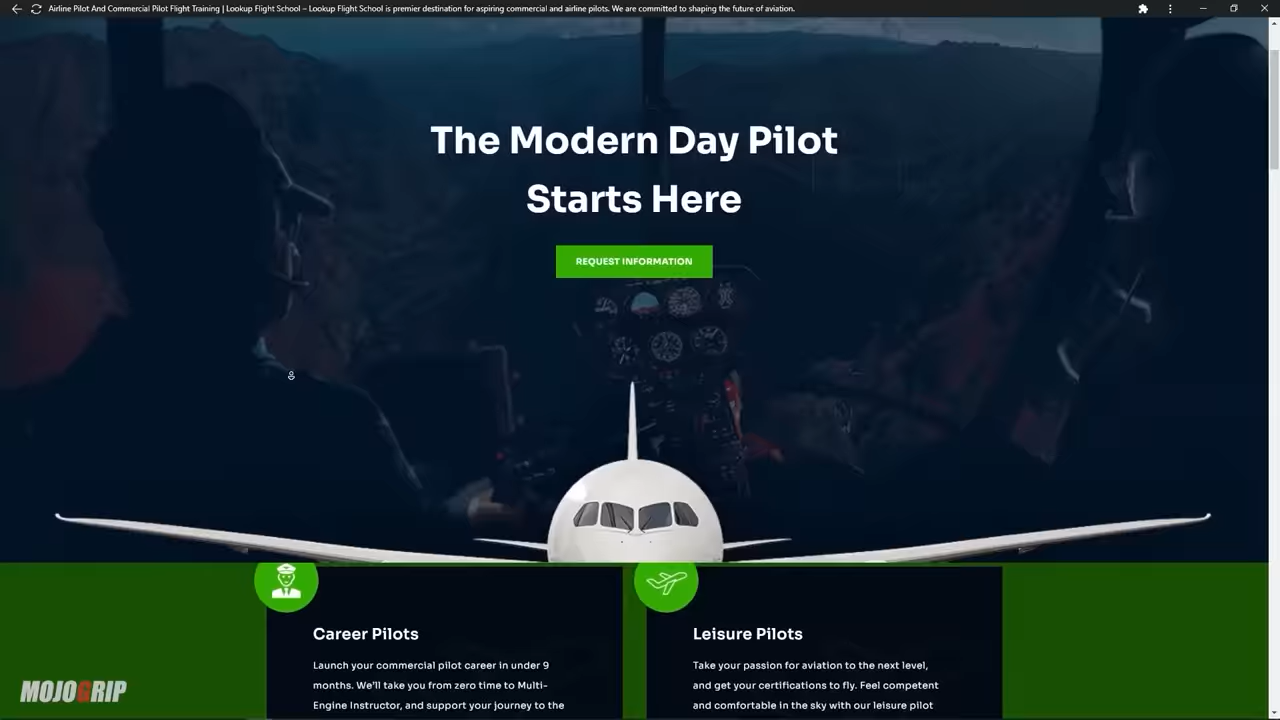 Airline Pilot And Commercial Pilot Flight Training | Lookup Flight School – Lookup Flight School is premier destination for aspiring commercial and airline pilots. We are committed to shaping the future of aviation.
The Modern Day Pilot
Starts Here
REQUEST INFORMATION
Career Pilots
Launch your commercial pilot career in under 9
months. We'll take you from zero time to Multi-
Engine Instructor, and support your journey to the
Leisure Pilots
Take your passion for aviation to the next level,
and get your certifications to fly. Feel competent
and comfortable in the sky with our leisure pilot
MOJOGRIP